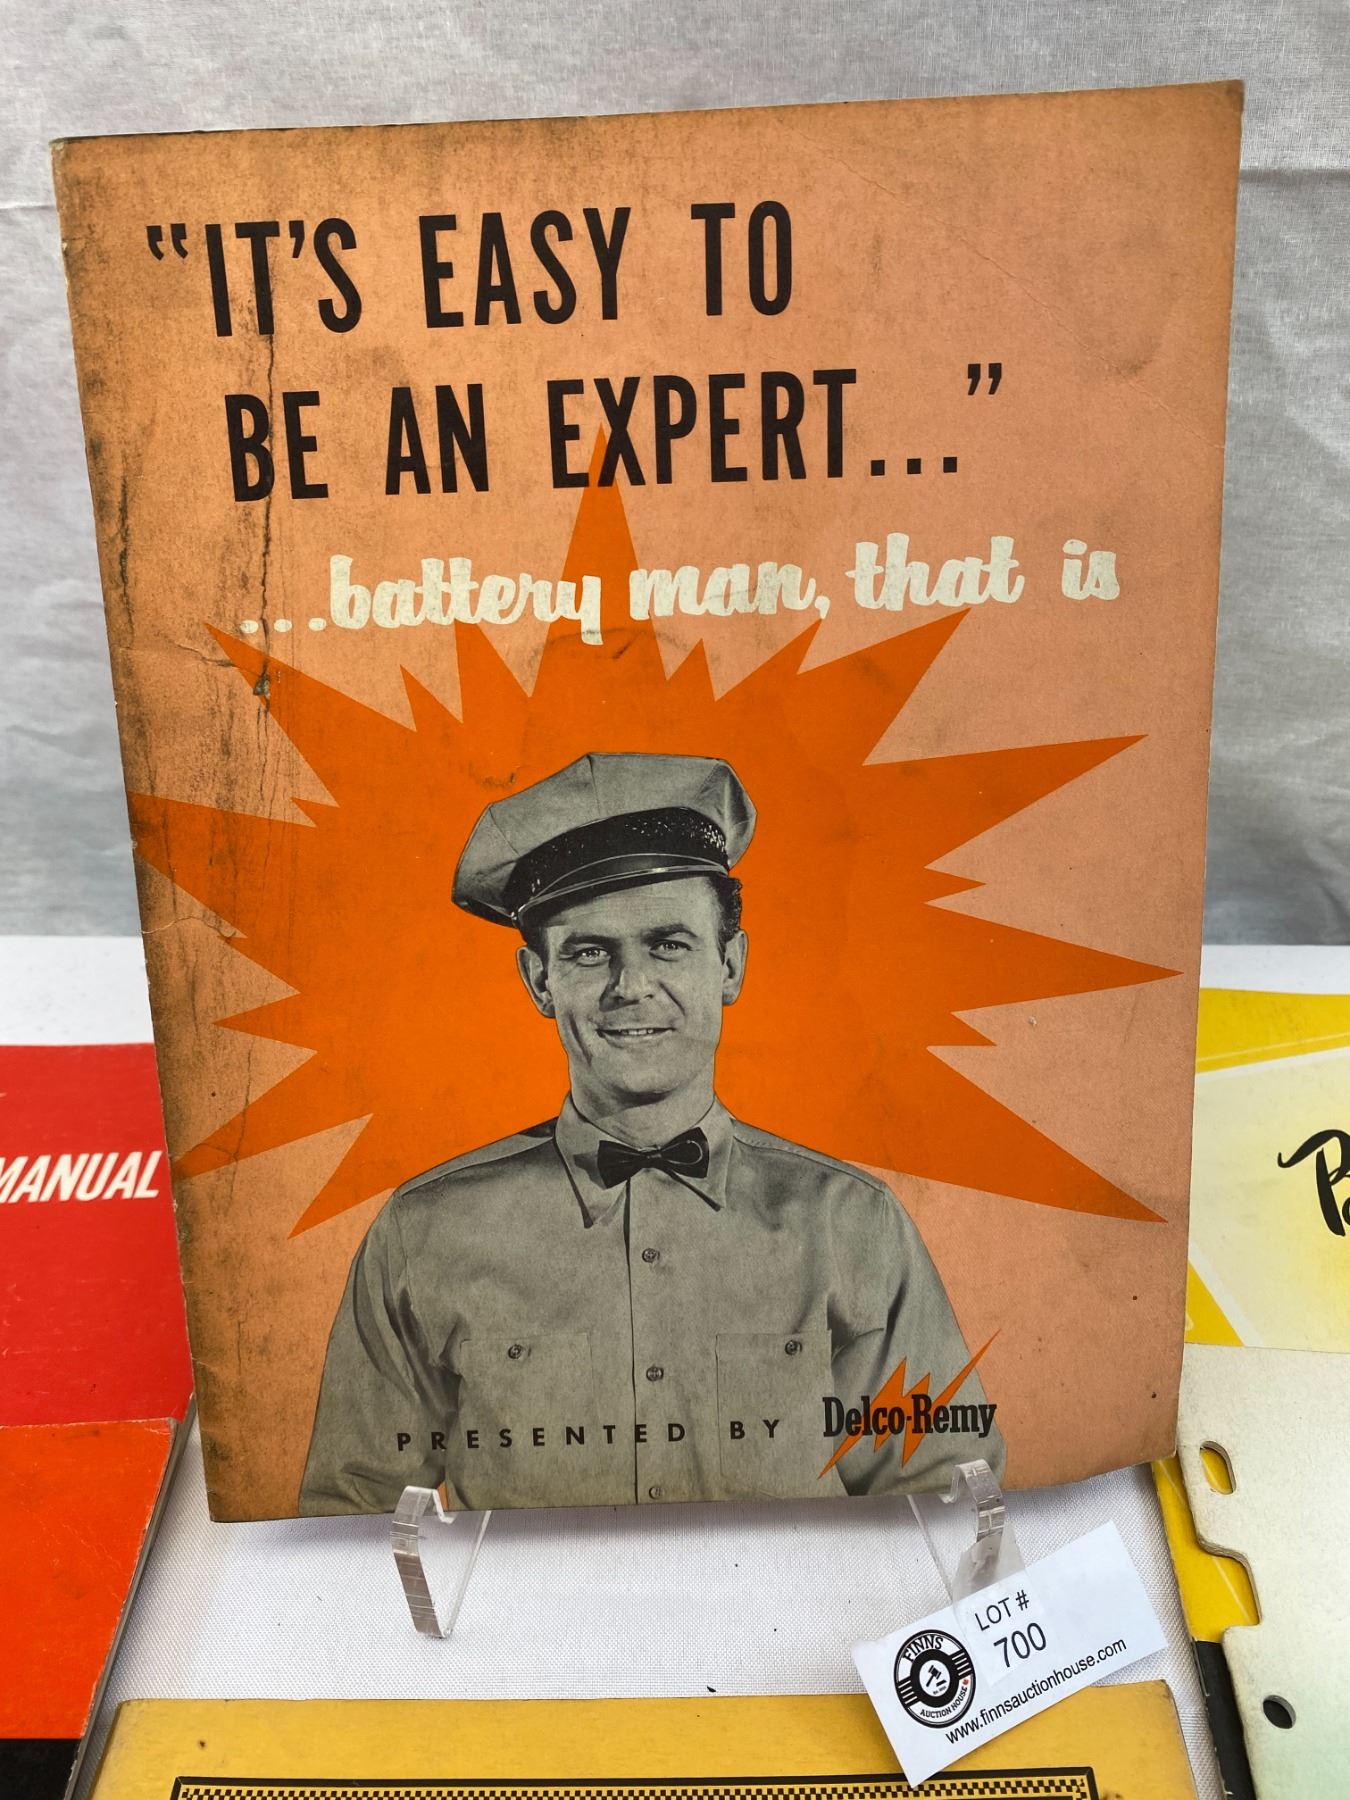 “IT’S EASY TO
BE AN EXPERT...”
...battery man, that is
MANUAL
PRESENTED BY Delco-Remy
LOT #
700
FINNS
AUCTION HOUSE
www.finnsauctionhouse.com